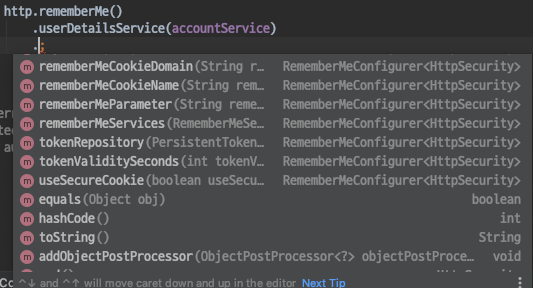 http.rememberMe()
.userDetailsService(accountService)
.;
m rememberMeCookieDomain(String r… RememberMeConfigurer<HttpSecurity>
m rememberMeCookieName(String rem… RememberMeConfigurer<HttpSecurity>
m rememberMeParameter(String reme… RememberMeConfigurer<HttpSecurity>
m rememberMeServices(RememberMeSe… RememberMeConfigurer<HttpSecurity>
m tokenRepository(PersistentToken… RememberMeConfigurer<HttpSecurity>
m tokenValiditySeconds(int tokenV… RememberMeConfigurer<HttpSecurity>
m useSecureCookie(boolean useSecu… RememberMeConfigurer<HttpSecurity>
m equals(Object obj) boolean
m hashCode() int
m toString() String
m addObjectPostProcessor(ObjectPostProcessor<?> objectPostProce… void
^↓ and ^↑ will move caret down and up in the editor Next Tip